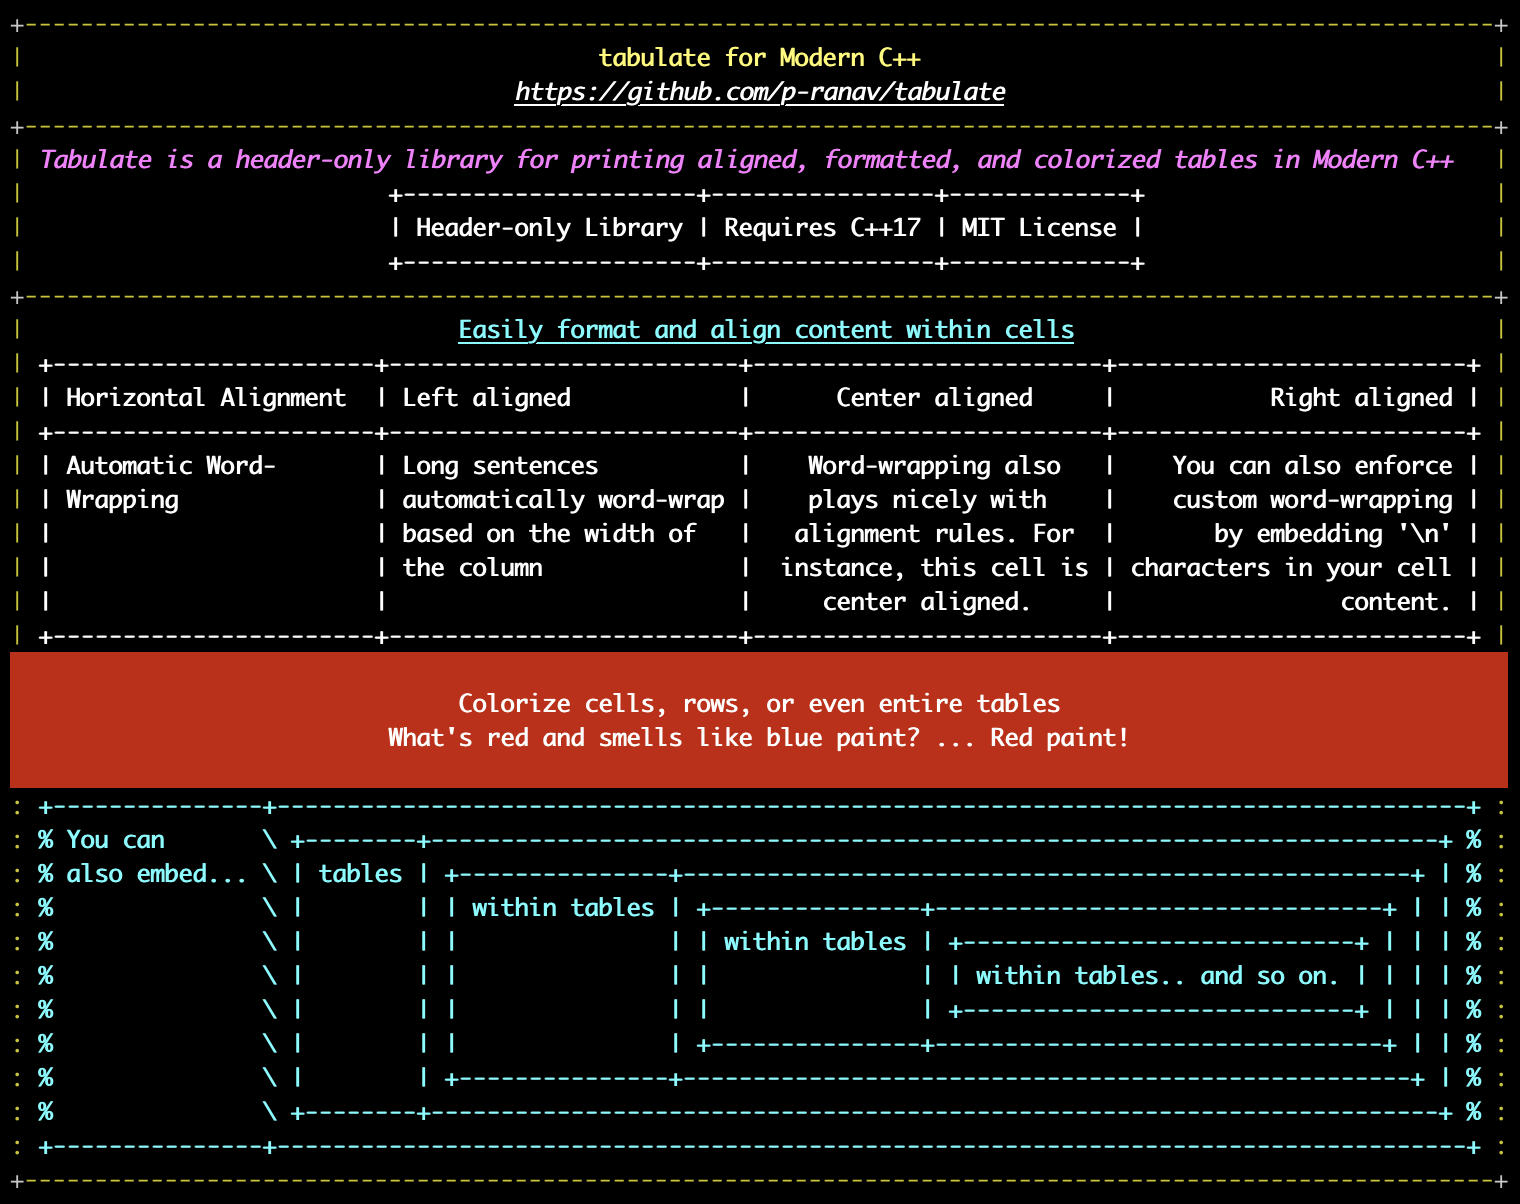 tabulate for Modern C++
https://github.com/p-ranav/tabulate
Tabulate is a header-only library for printing aligned, formatted, and colorized tables in Modern C++
Header-only Library | Requires C++17 | MIT License
Easily format and align content within cells
Horizontal Alignment | Left aligned | Center aligned | Right aligned
Automatic Word- | Long sentences | Word-wrapping also | You can also enforce
Wrapping | automatically word-wrap | plays nicely with | custom word-wrapping
based on the width of | alignment rules. For | by embedding '\n'
the column | instance, this cell is | characters in your cell
center aligned. | content.
Colorize cells, rows, or even entire tables
What's red and smells like blue paint? ... Red paint!
% You can \ %
% also embed... \ | tables | | %
% \ | | | within tables | | | %
% \ | | | | | within tables | | | | %
% \ | | | | | | | within tables.. and so on. | | | | %